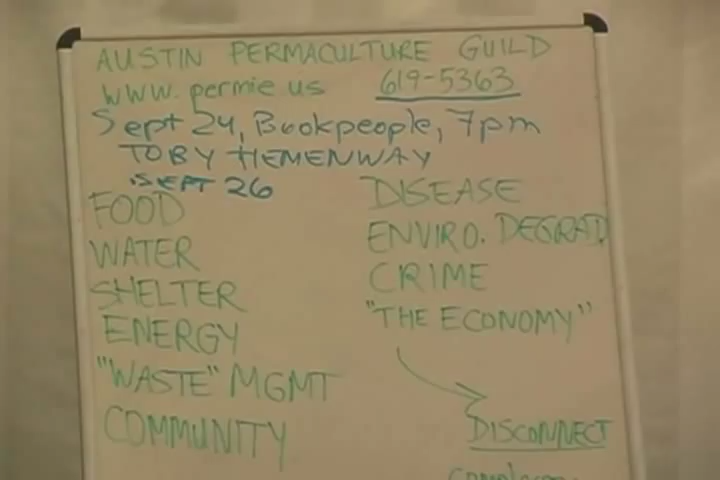 AUSTIN PERMACULTURE GUILD
www.permie.us 619-5363
Sept 24, Bookpeople, 7pm
TOBY HEMENWAY
SEPT 26
FOOD
WATER
SHELTER
ENERGY
"WASTE" MGMT
COMMUNITY
DISEASE
ENVIRO. DEGRAD
CRIME
"THE ECONOMY"
DISCONNECT